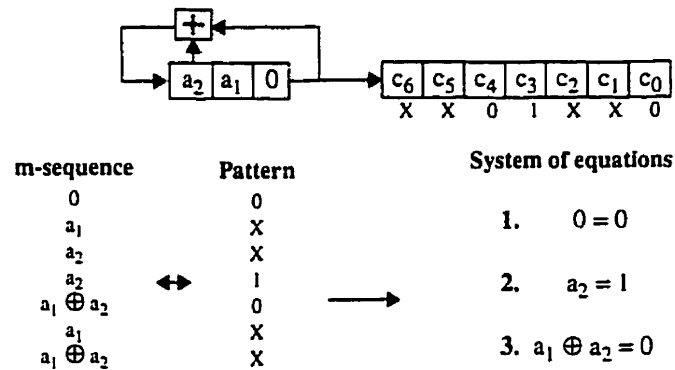 +
a₂ a₁ 0
c₆ c₅ c₄ c₃ c₂ c₁ c₀
X X 0 1 X X 0
m-sequence Pattern System of equations
0 0
a₁ X
a₂ X
a₂ 1
a₁ ⊕ a₂ 0
a₁ X
a₁ ⊕ a₂ X
1. 0 = 0
2. a₂ = 1
3. a₁ ⊕ a₂ = 0